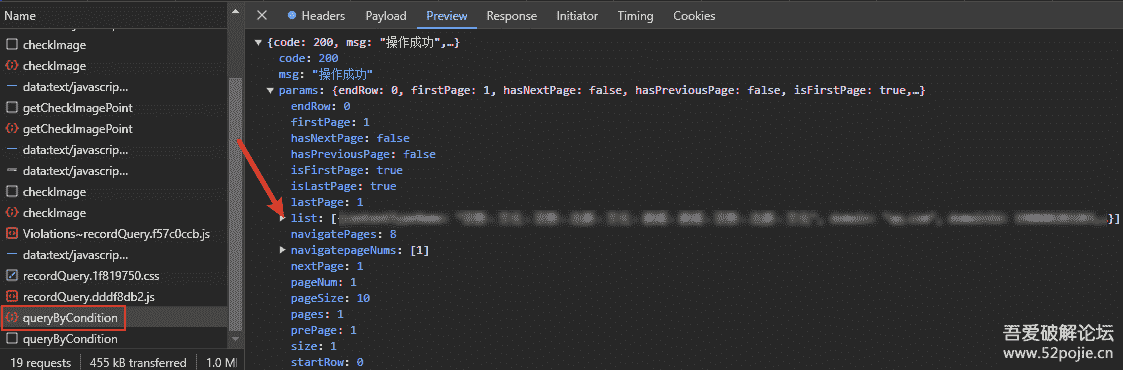 Name
checkImage
checkImage
data:text/javascrip...
getCheckImagePoint
getCheckImagePoint
data:text/javascrip...
data:text/javascrip...
checkImage
checkImage
Violations~recordQuery.f57c0ccb.js
data:text/javascrip...
recordQuery.1f819750.css
recordQuery.dddf8db2.js
queryByCondition
queryByCondition
19 requests 455 kB transferred 1.0 M
Headers Payload Preview Response Initiator Timing Cookies
{code: 200, msg: "操作成功",…}
code: 200
msg: "操作成功"
params: {endRow: 0, firstPage: 1, hasNextPage: false, hasPreviousPage: false, isFirstPage: true,…}
endRow: 0
firstPage: 1
hasNextPage: false
hasPreviousPage: false
isFirstPage: true
isLastPage: true
lastPage: 1
list: [ }]
navigatePages: 8
navigatepageNums: [1]
nextPage: 1
pageNum: 1
pageSize: 10
pages: 1
prePage: 1
size: 1
startRow: 0
吾爱破解论坛
www.52pojie.cn